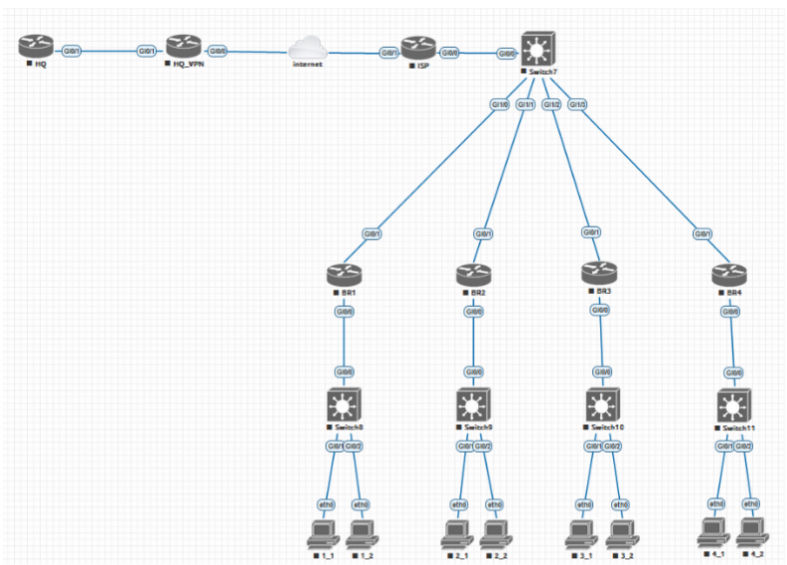 Gi0/1 Gi0/1 Gi0/0 Gi0/1 Gi0/0 Gi0/0
HQ HQ_VPN internet ISP Switch7
Gi1/0 Gi1/1 Gi1/2 Gi1/3
Gi0/1 Gi0/1 Gi0/1 Gi0/1
BR1 BR2 BR3 BR4
Gi0/0 Gi0/0 Gi0/0 Gi0/0
Gi0/0 Gi0/0 Gi0/0 Gi0/0
Switch8 Switch9 Switch10 Switch11
Gi0/1 Gi0/2 Gi0/1 Gi0/2 Gi0/1 Gi0/2 Gi0/1 Gi0/2
eth0 eth0 eth0 eth0 eth0 eth0 eth0 eth0
1_1 1_2 2_1 2_2 3_1 3_2 4_1 4_2